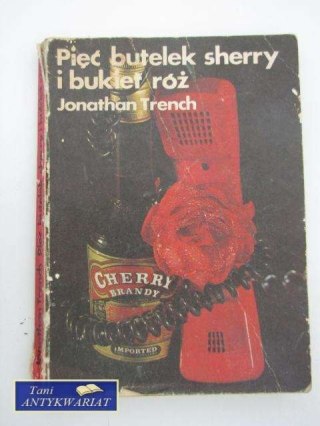 Pięć butelek sherry
i bukiet róż
Jonathan Trench
CHERRY
BRANDY
IMPORTED
Tani
ANTYKWARIAT